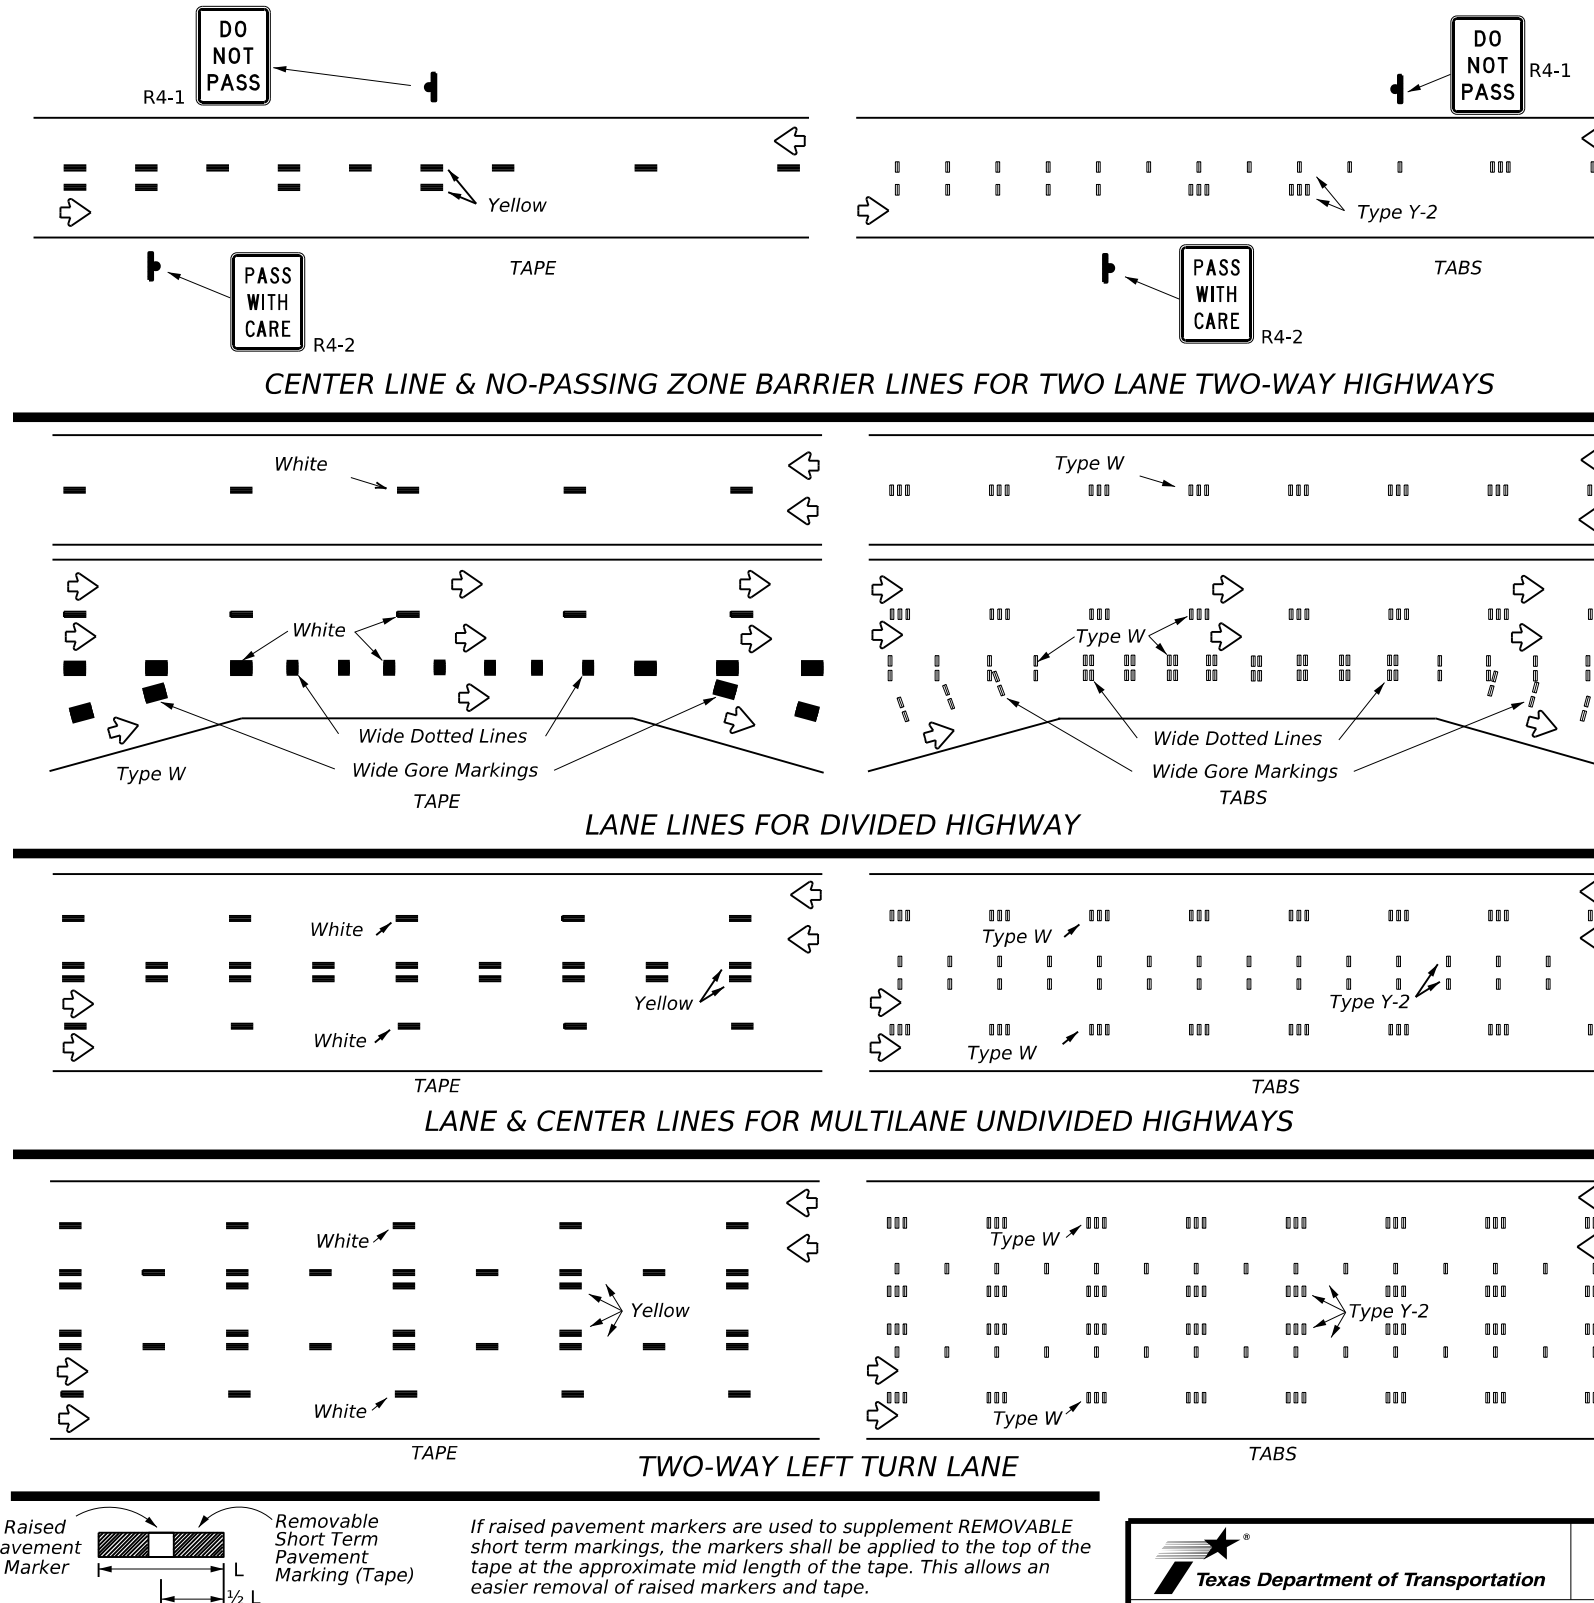 DO
NOT
PASS
R4-1
DO
NOT
PASS
R4-1
Yellow
Type Y-2
PASS
WITH
CARE
R4-2
TAPE
PASS
WITH
CARE
R4-2
TABS
CENTER LINE & NO-PASSING ZONE BARRIER LINES FOR TWO LANE TWO-WAY HIGHWAYS
White
Type W
White
Type W
Wide Dotted Lines
Wide Gore Markings
Type W
TAPE
Wide Dotted Lines
Wide Gore Markings
TABS
LANE LINES FOR DIVIDED HIGHWAY
White
Yellow
White
TAPE
Type W
Type Y-2
Type W
TABS
LANE & CENTER LINES FOR MULTILANE UNDIVIDED HIGHWAYS
White
Yellow
White
TAPE
Type W
Type Y-2
Type W
TABS
TWO-WAY LEFT TURN LANE
Raised
avement
Marker
Removable
Short Term
Pavement
Marking (Tape)
L
½ L
If raised pavement markers are used to supplement REMOVABLE
short term markings, the markers shall be applied to the top of the
tape at the approximate mid length of the tape. This allows an
easier removal of raised markers and tape.
®
Texas Department of Transportation